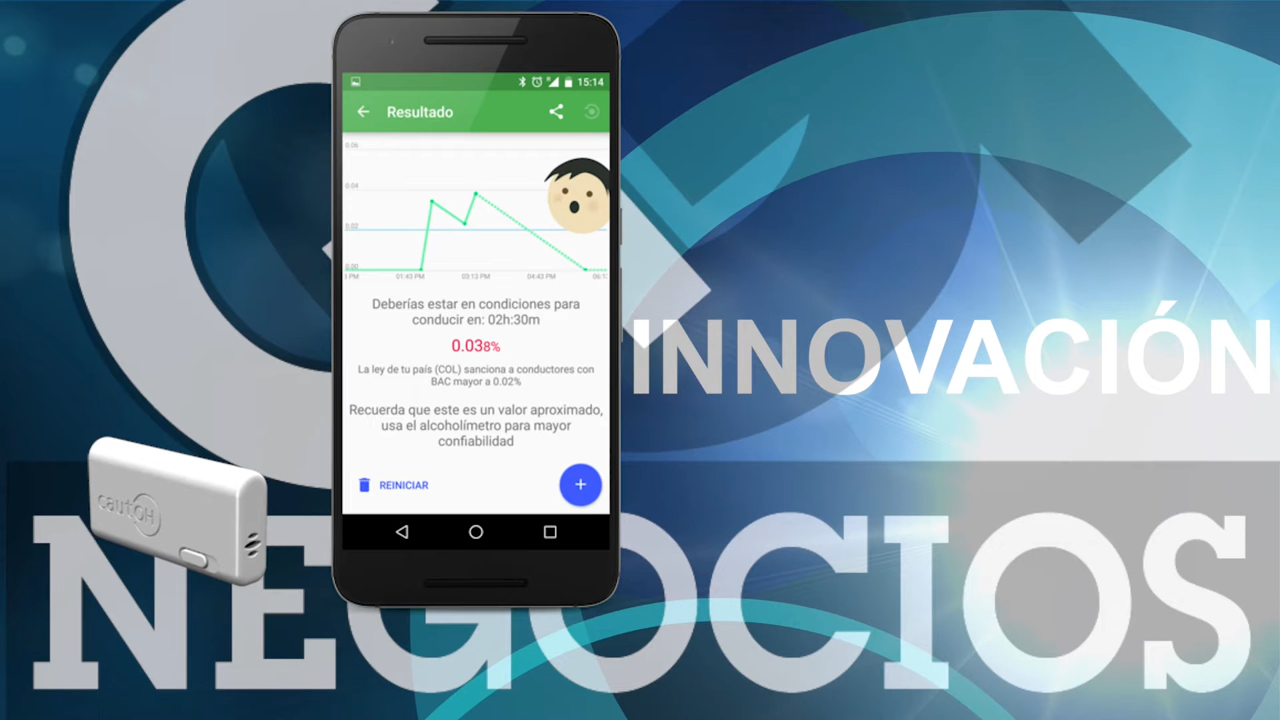 15:14
Resultado
0.06
0.04
0.02
0.00
01:43 PM
03:13 PM
04:43 PM
Deberías estar en condiciones para
conducir en: 02h:30m
0.038%
La ley de tu país (COL) sanciona a conductores con
BAC mayor a 0.02%
Recuerda que este es un valor aproximado,
usa el alcoholímetro para mayor
confiabilidad
REINICIAR
INNOVACIÓN
cautOH
NEGOCIOS